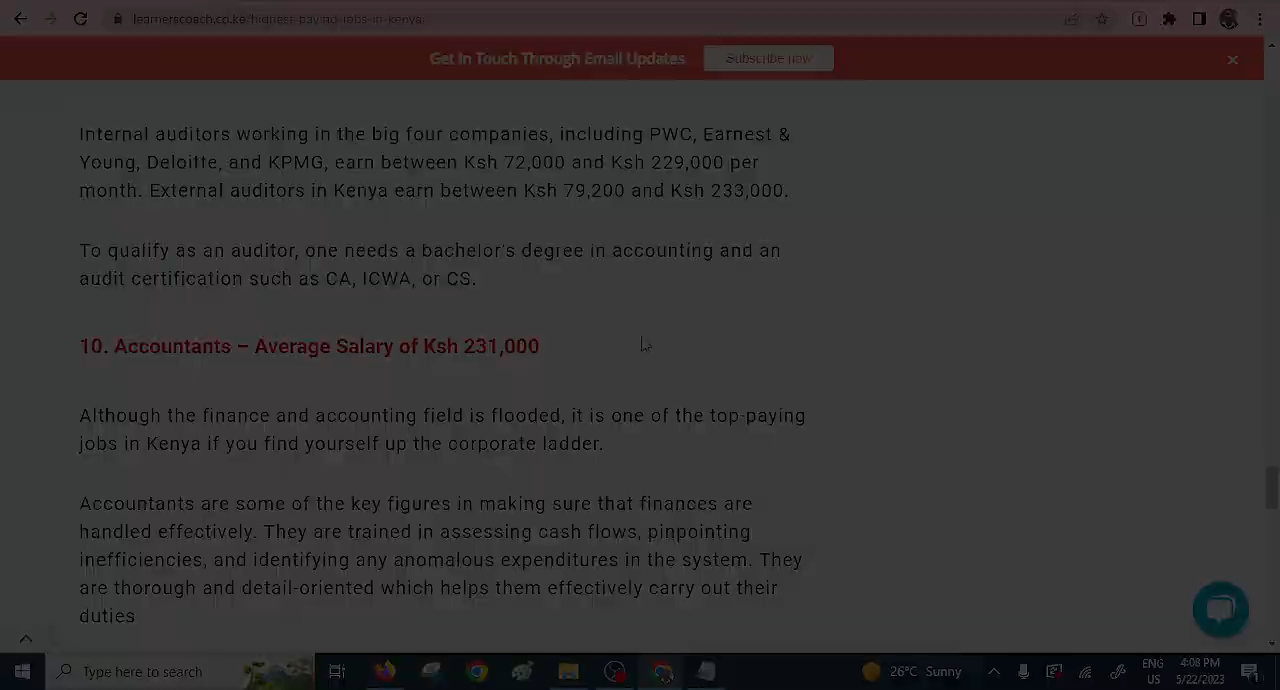 learnerscoach.co.ke/highest-paying-jobs-in-kenya
Get In Touch Through Email Updates
Subscribe now
Internal auditors working in the big four companies, including PWC, Earnest &
Young, Deloitte, and KPMG, earn between Ksh 72,000 and Ksh 229,000 per
month. External auditors in Kenya earn between Ksh 79,200 and Ksh 233,000.
To qualify as an auditor, one needs a bachelor's degree in accounting and an
audit certification such as CA, ICWA, or CS.
10. Accountants – Average Salary of Ksh 231,000
Although the finance and accounting field is flooded, it is one of the top-paying
jobs in Kenya if you find yourself up the corporate ladder.
Accountants are some of the key figures in making sure that finances are
handled effectively. They are trained in assessing cash flows, pinpointing
inefficiencies, and identifying any anomalous expenditures in the system. They
are thorough and detail-oriented which helps them effectively carry out their
duties
Type here to search
26°C Sunny
ENG
US
4:08 PM
5/22/2023